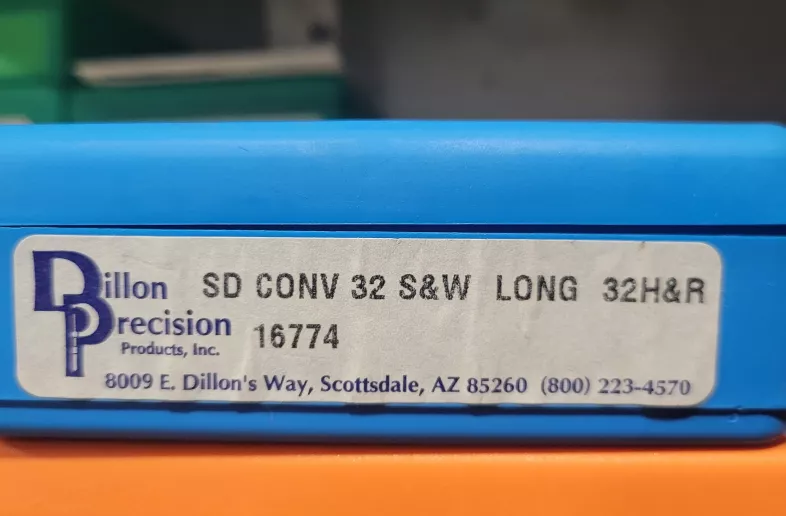 Dillon
Precision
Products, Inc.
SD CONV 32 S&W LONG 32H&R
16774
8009 E. Dillon's Way, Scottsdale, AZ 85260 (800) 223-4570